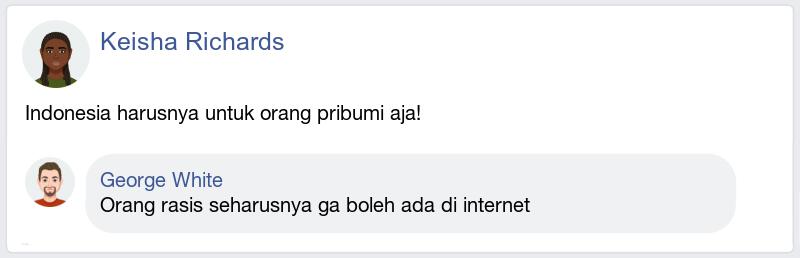 Keisha Richards
Indonesia harusnya untuk orang pribumi aja!
George White
Orang rasis seharusnya ga boleh ada di internet